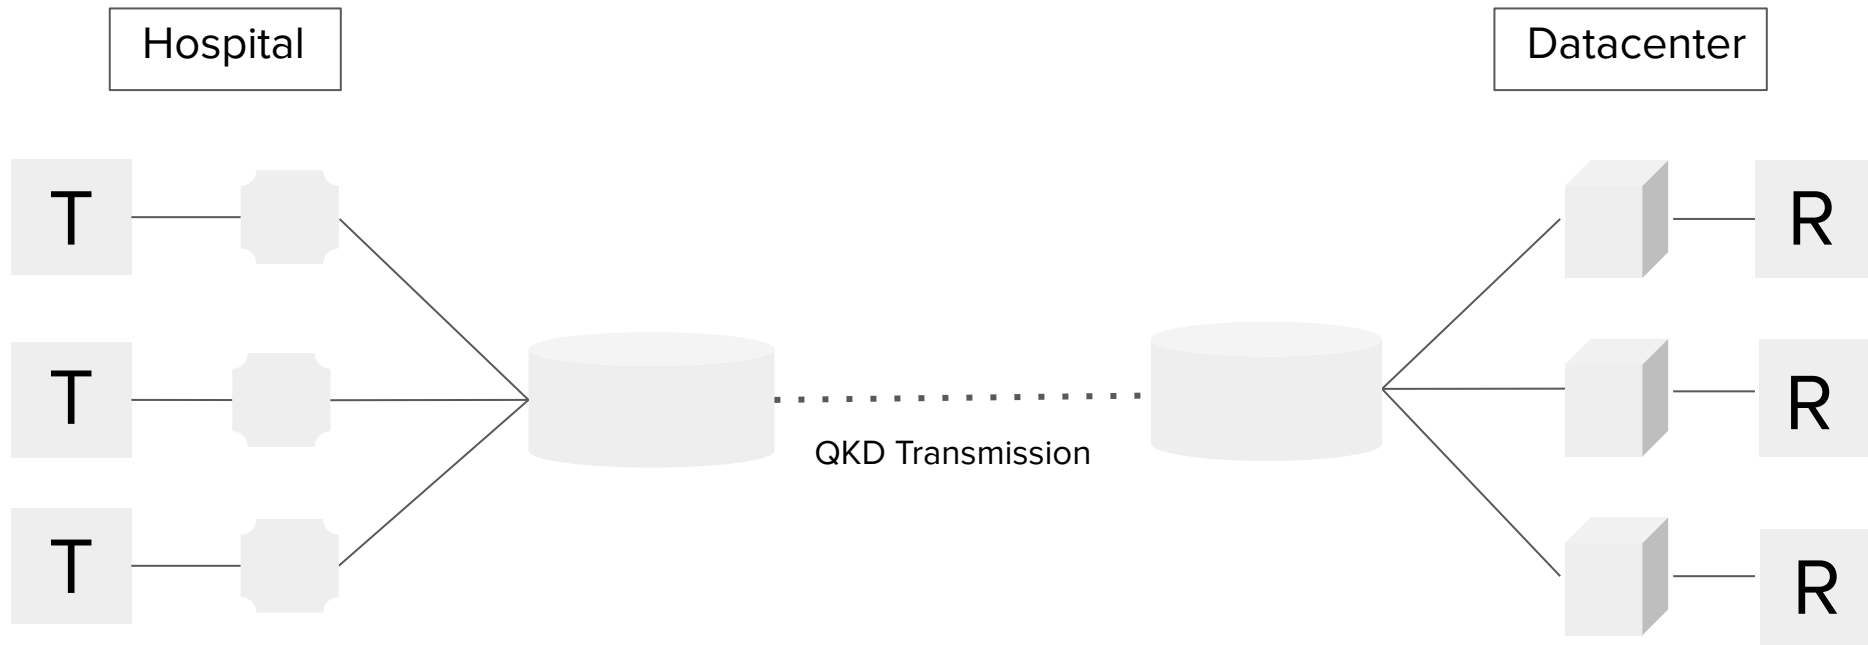 Hospital
Datacenter
T
R
T
R
QKD Transmission
T
R